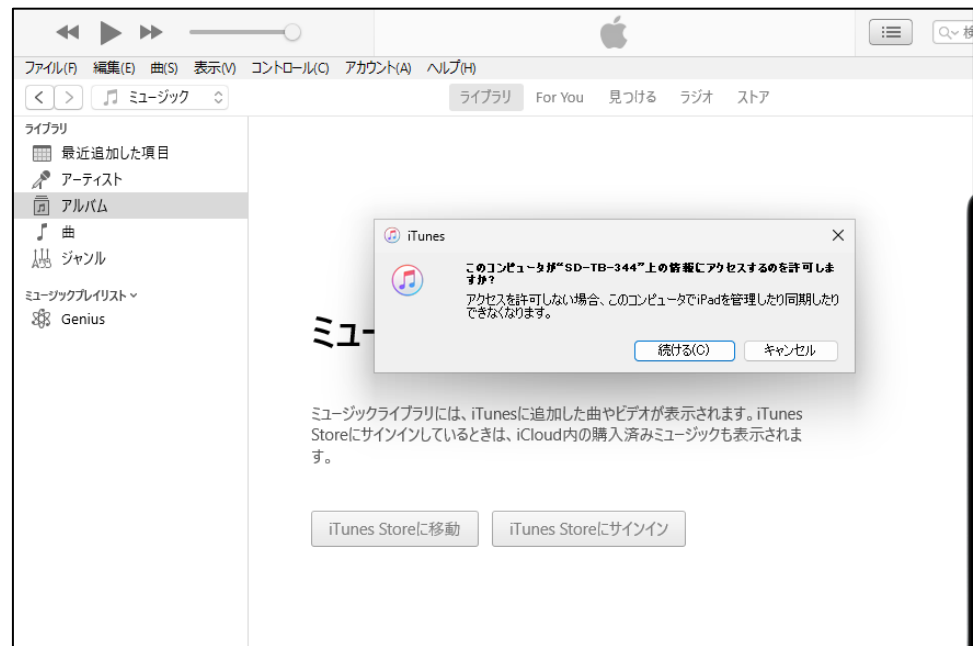 検
ファイル(F) 編集(E) 曲(S) 表示(V) コントロール(C) アカウント(A) ヘルプ(H)
ミュージック
ライブラリ For You 見つける ラジオ ストア
ライブラリ
最近追加した項目
アーティスト
アルバム
曲
ジャンル
ミュージックプレイリスト
Genius
iTunes
このコンピュータが“SD-TB-344”上の情報にアクセスするのを許可しま
すか?
アクセスを許可しない場合、このコンピュータでiPadを管理したり同期したり
できなくなります。
続ける(C) キャンセル
ミュー
ミュージックライブラリには、iTunesに追加した曲やビデオが表示されます。iTunes
Storeにサインインしているときは、iCloud内の購入済みミュージックも表示されま
す。
iTunes Storeに移動 iTunes Storeにサインイン